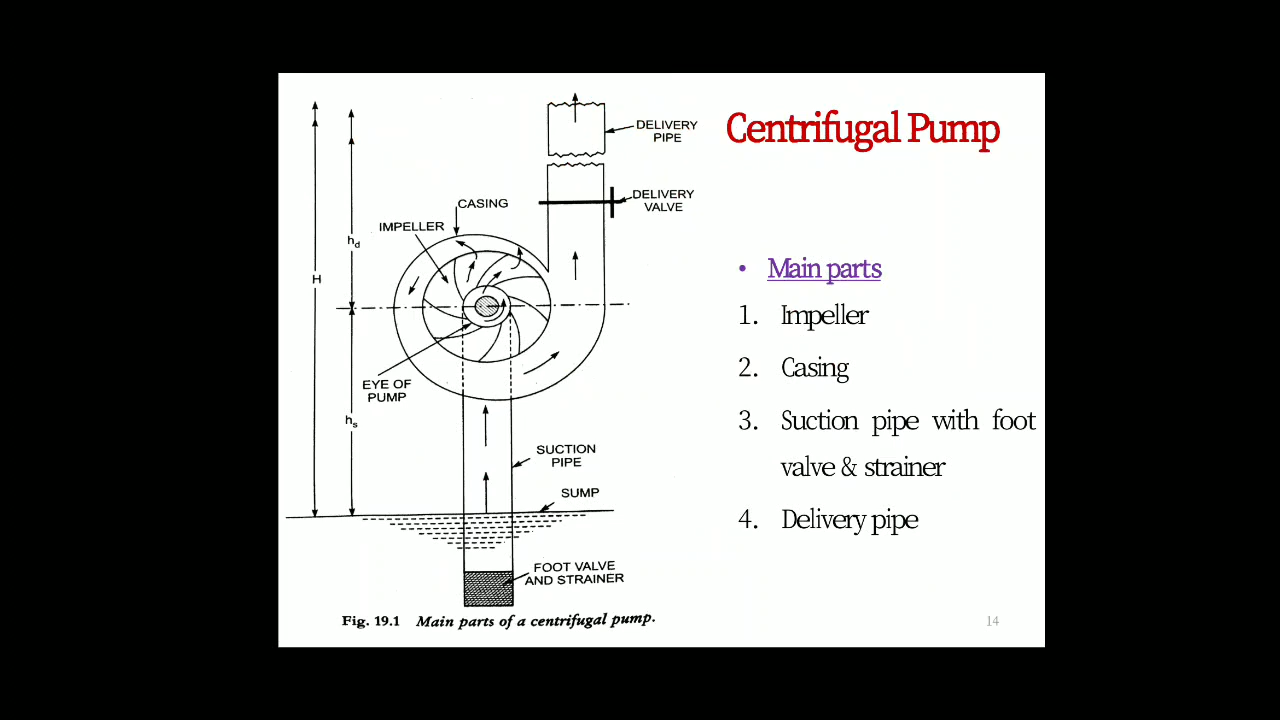 DELIVERY
PIPE
Centrifugal Pump
DELIVERY
VALVE
CASING
IMPELLER
hd
H
EYE OF
PUMP
hs
SUCTION
PIPE
SUMP
FOOT VALVE
AND STRAINER
Fig. 19.1 Main parts of a centrifugal pump.
• Main parts
1. Impeller
2. Casing
3. Suction pipe with foot
valve & strainer
4. Delivery pipe
14